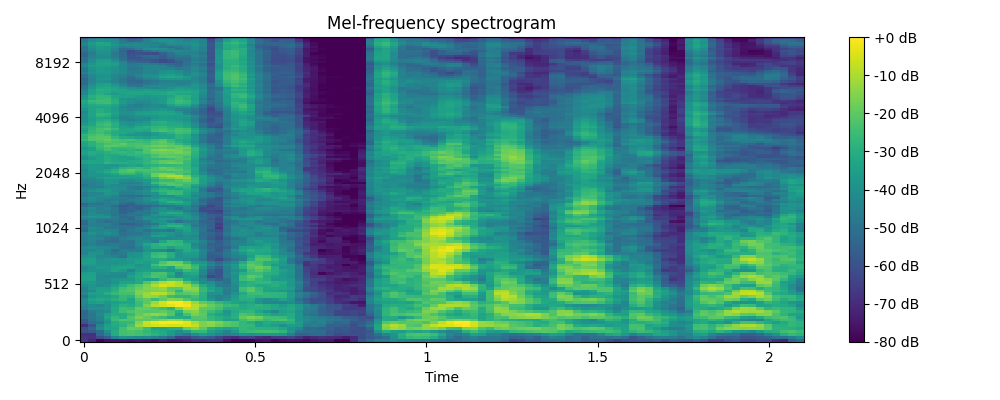 Mel-frequency spectrogram
Hz
8192
4096
2048
1024
512
0
0
0.5
1
1.5
2
Time
+0 dB
-10 dB
-20 dB
-30 dB
-40 dB
-50 dB
-60 dB
-70 dB
-80 dB